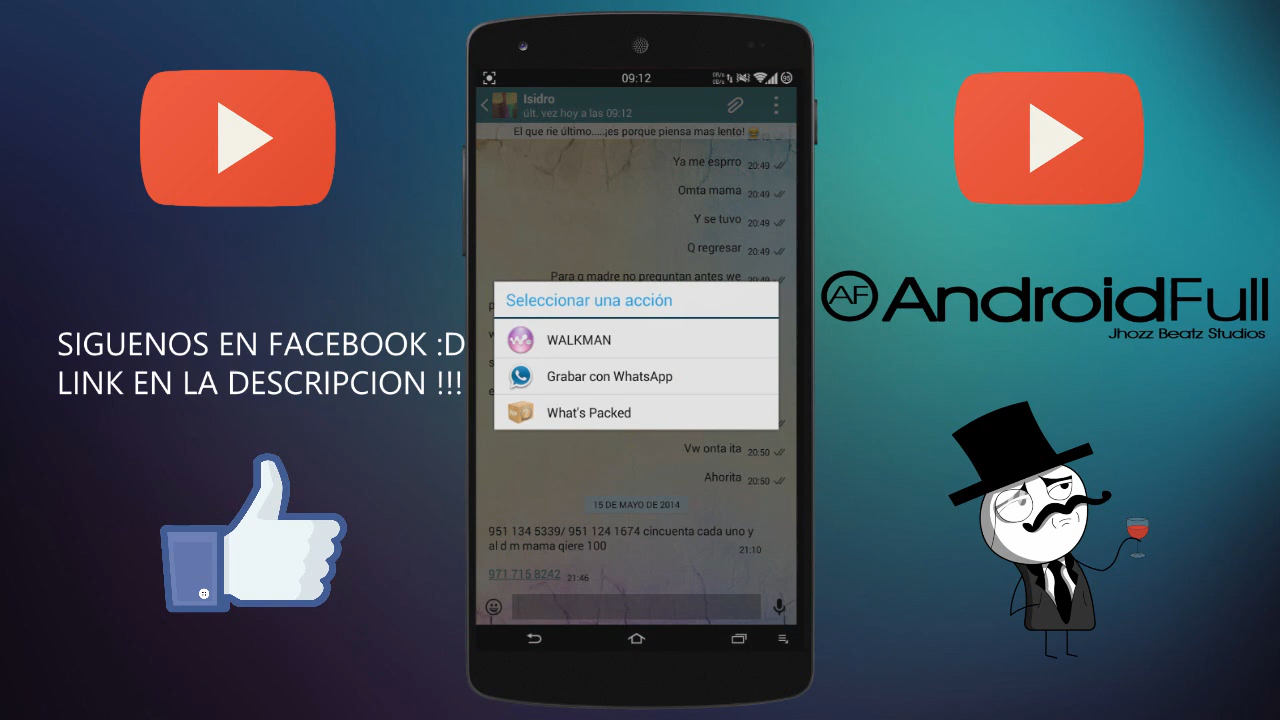 SIGUENOS EN FACEBOOK :D
LINK EN LA DESCRIPCION !!!
09:12
Isidro
últ. vez hoy a las 09:12
El que rie último.....¡es porque piensa mas lento!
Ya me esprro 20:49
Omta mama 20:49
Y se tuvo 20:49
Q regresar 20:49
Para q madre no preguntan antes we 20:49
Seleccionar una acción
WALKMAN
Grabar con WhatsApp
What's Packed
Vw onta ita 20:50
Ahorita 20:50
15 DE MAYO DE 2014
951 134 5339/ 951 124 1674 cincuenta cada uno y
al d m mama qiere 100 21:10
971 715 8242 21:46
AF AndroidFull
Jhozz Beatz Studios